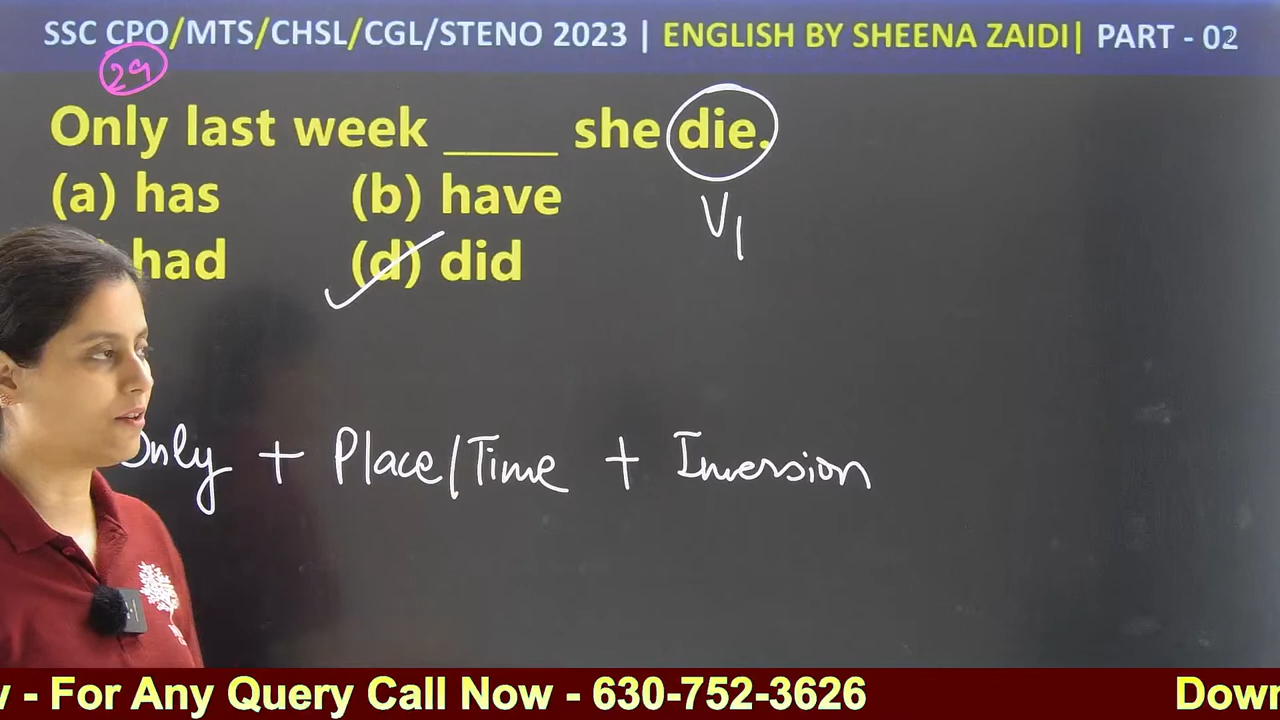 SSC CPO/MTS/CHSL/CGL/STENO 2023 | ENGLISH BY SHEENA ZAIDI| PART - 02
29
Only last week ____ she die.
(a) has (b) have
V1
had (d) did
Only + Place/Time + Inversion
- For Any Query Call Now - 630-752-3626